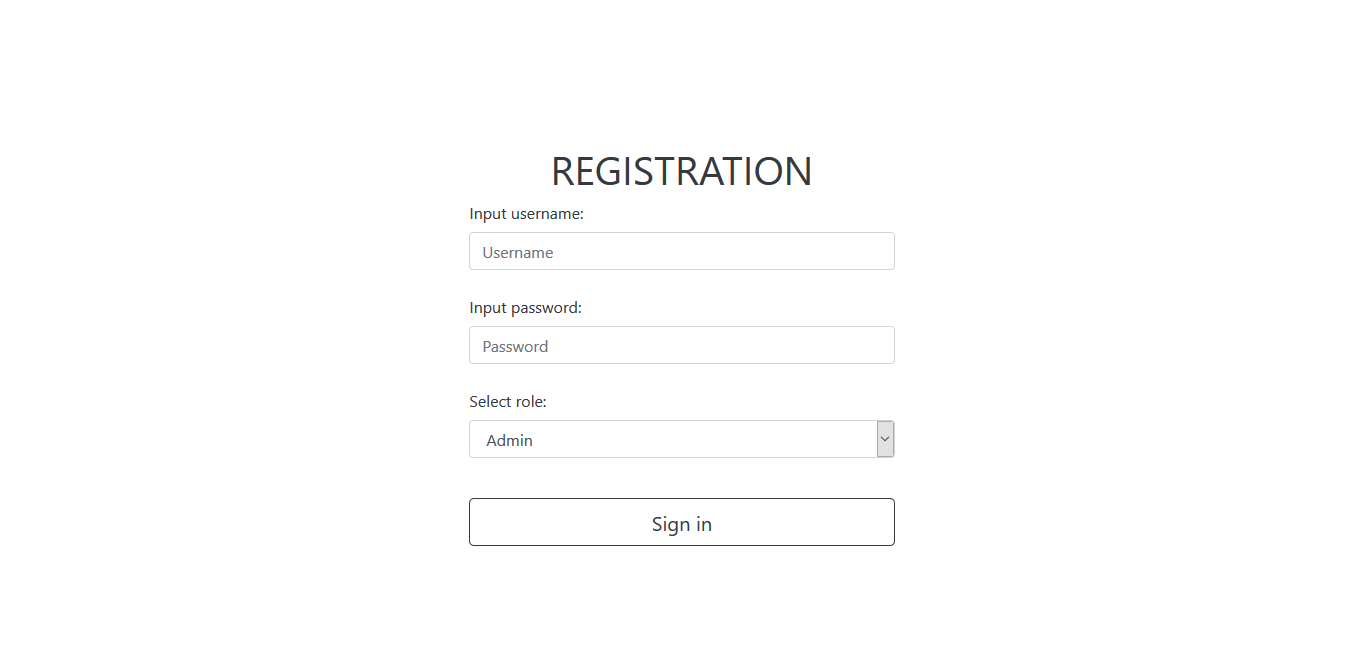 REGISTRATION
Input username:
Username
Input password:
Password
Select role:
Admin
Sign in